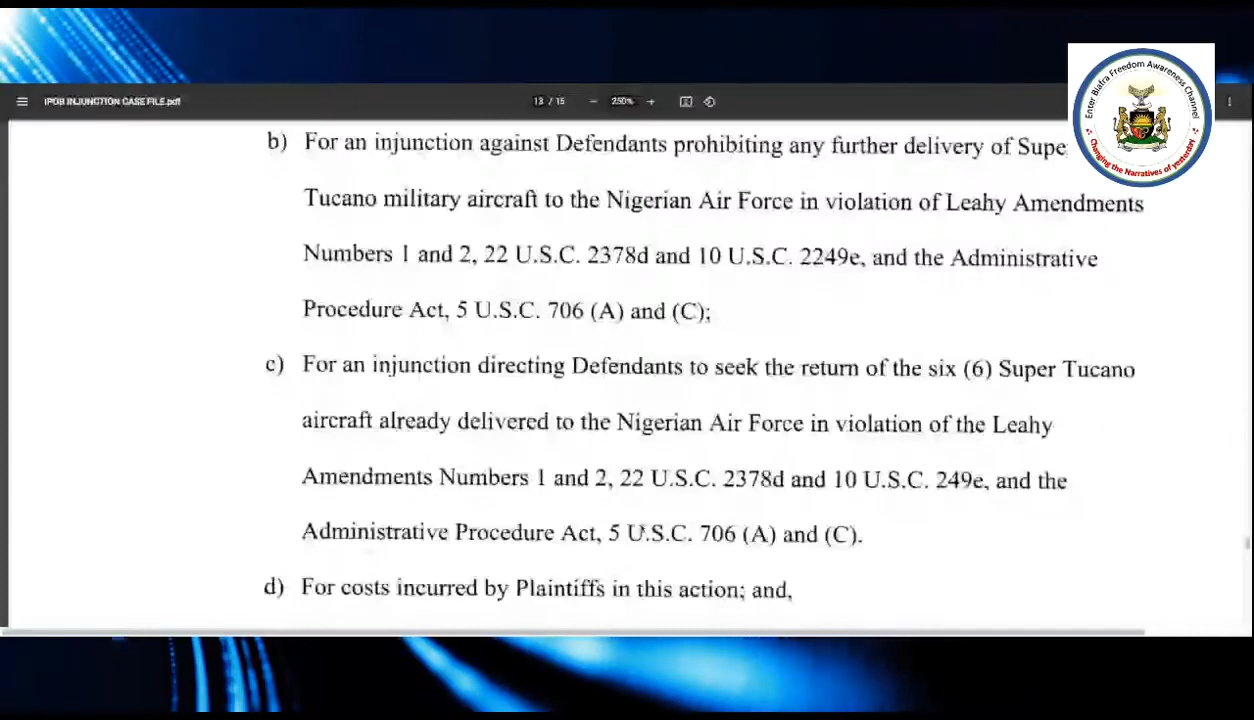 IPOB INJUNCTION CASE FILE.pdf
13 / 15
250%
Enter Biafra Freedom Awareness Channel
Changing the Narratives of yesterday
b) For an injunction against Defendants prohibiting any further delivery of Supe
Tucano military aircraft to the Nigerian Air Force in violation of Leahy Amendments
Numbers 1 and 2, 22 U.S.C. 2378d and 10 U.S.C. 2249e, and the Administrative
Procedure Act, 5 U.S.C. 706 (A) and (C);
c) For an injunction directing Defendants to seek the return of the six (6) Super Tucano
aircraft already delivered to the Nigerian Air Force in violation of the Leahy
Amendments Numbers 1 and 2, 22 U.S.C. 2378d and 10 U.S.C. 249e, and the
Administrative Procedure Act, 5 U.S.C. 706 (A) and (C).
d) For costs incurred by Plaintiffs in this action; and,